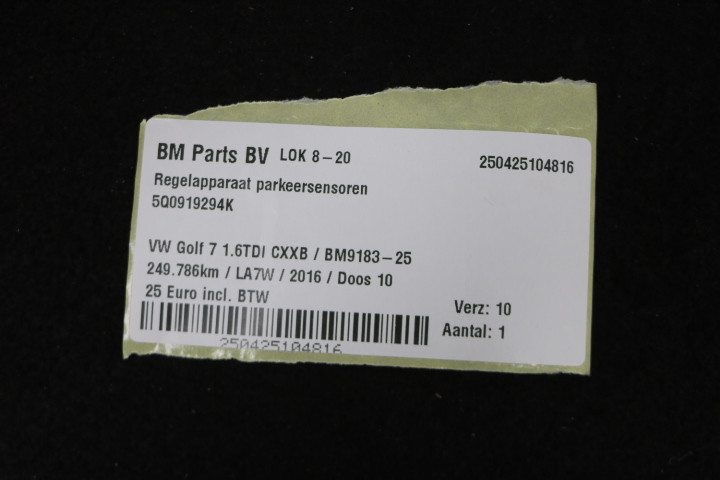 BM Parts BV LOK 8-20 250425104816
Regelapparaat parkeersensoren
5Q0919294K
VW Golf 7 1.6TDI CXXB / BM9183-25
249.786km / LA7W / 2016 / Doos 10
25 Euro incl. BTW
Verz: 10
Aantal: 1
250425104816